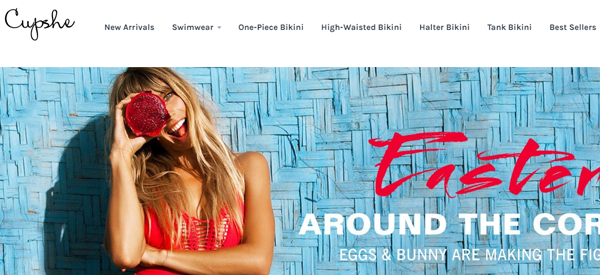 Cupshe
New Arrivals Swimwear One-Piece Bikini High-Waisted Bikini Halter Bikini Tank Bikini Best Sellers
Easter
AROUND THE COR
EGGS & BUNNY ARE MAKING THE FIG